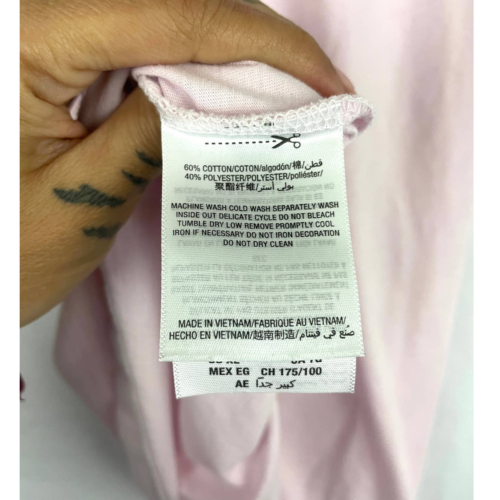 60% COTTON/COTON/algodón/棉/قطن
40% POLYESTER/POLYESTER/poliéster/
聚酯纤维/بولي أستر
MACHINE WASH COLD WASH SEPARATELY WASH
INSIDE OUT DELICATE CYCLE DO NOT BLEACH
TUMBLE DRY LOW REMOVE PROMPTLY COOL
IRON IF NECESSARY DO NOT IRON DECORATION
DO NOT DRY CLEAN
MADE IN VIETNAM/FABRIQUE AU VIETNAM/
HECHO EN VIETNAM/越南制造/صُنع في فيتنام
MEX EG CH 175/100
AE كبير جداً